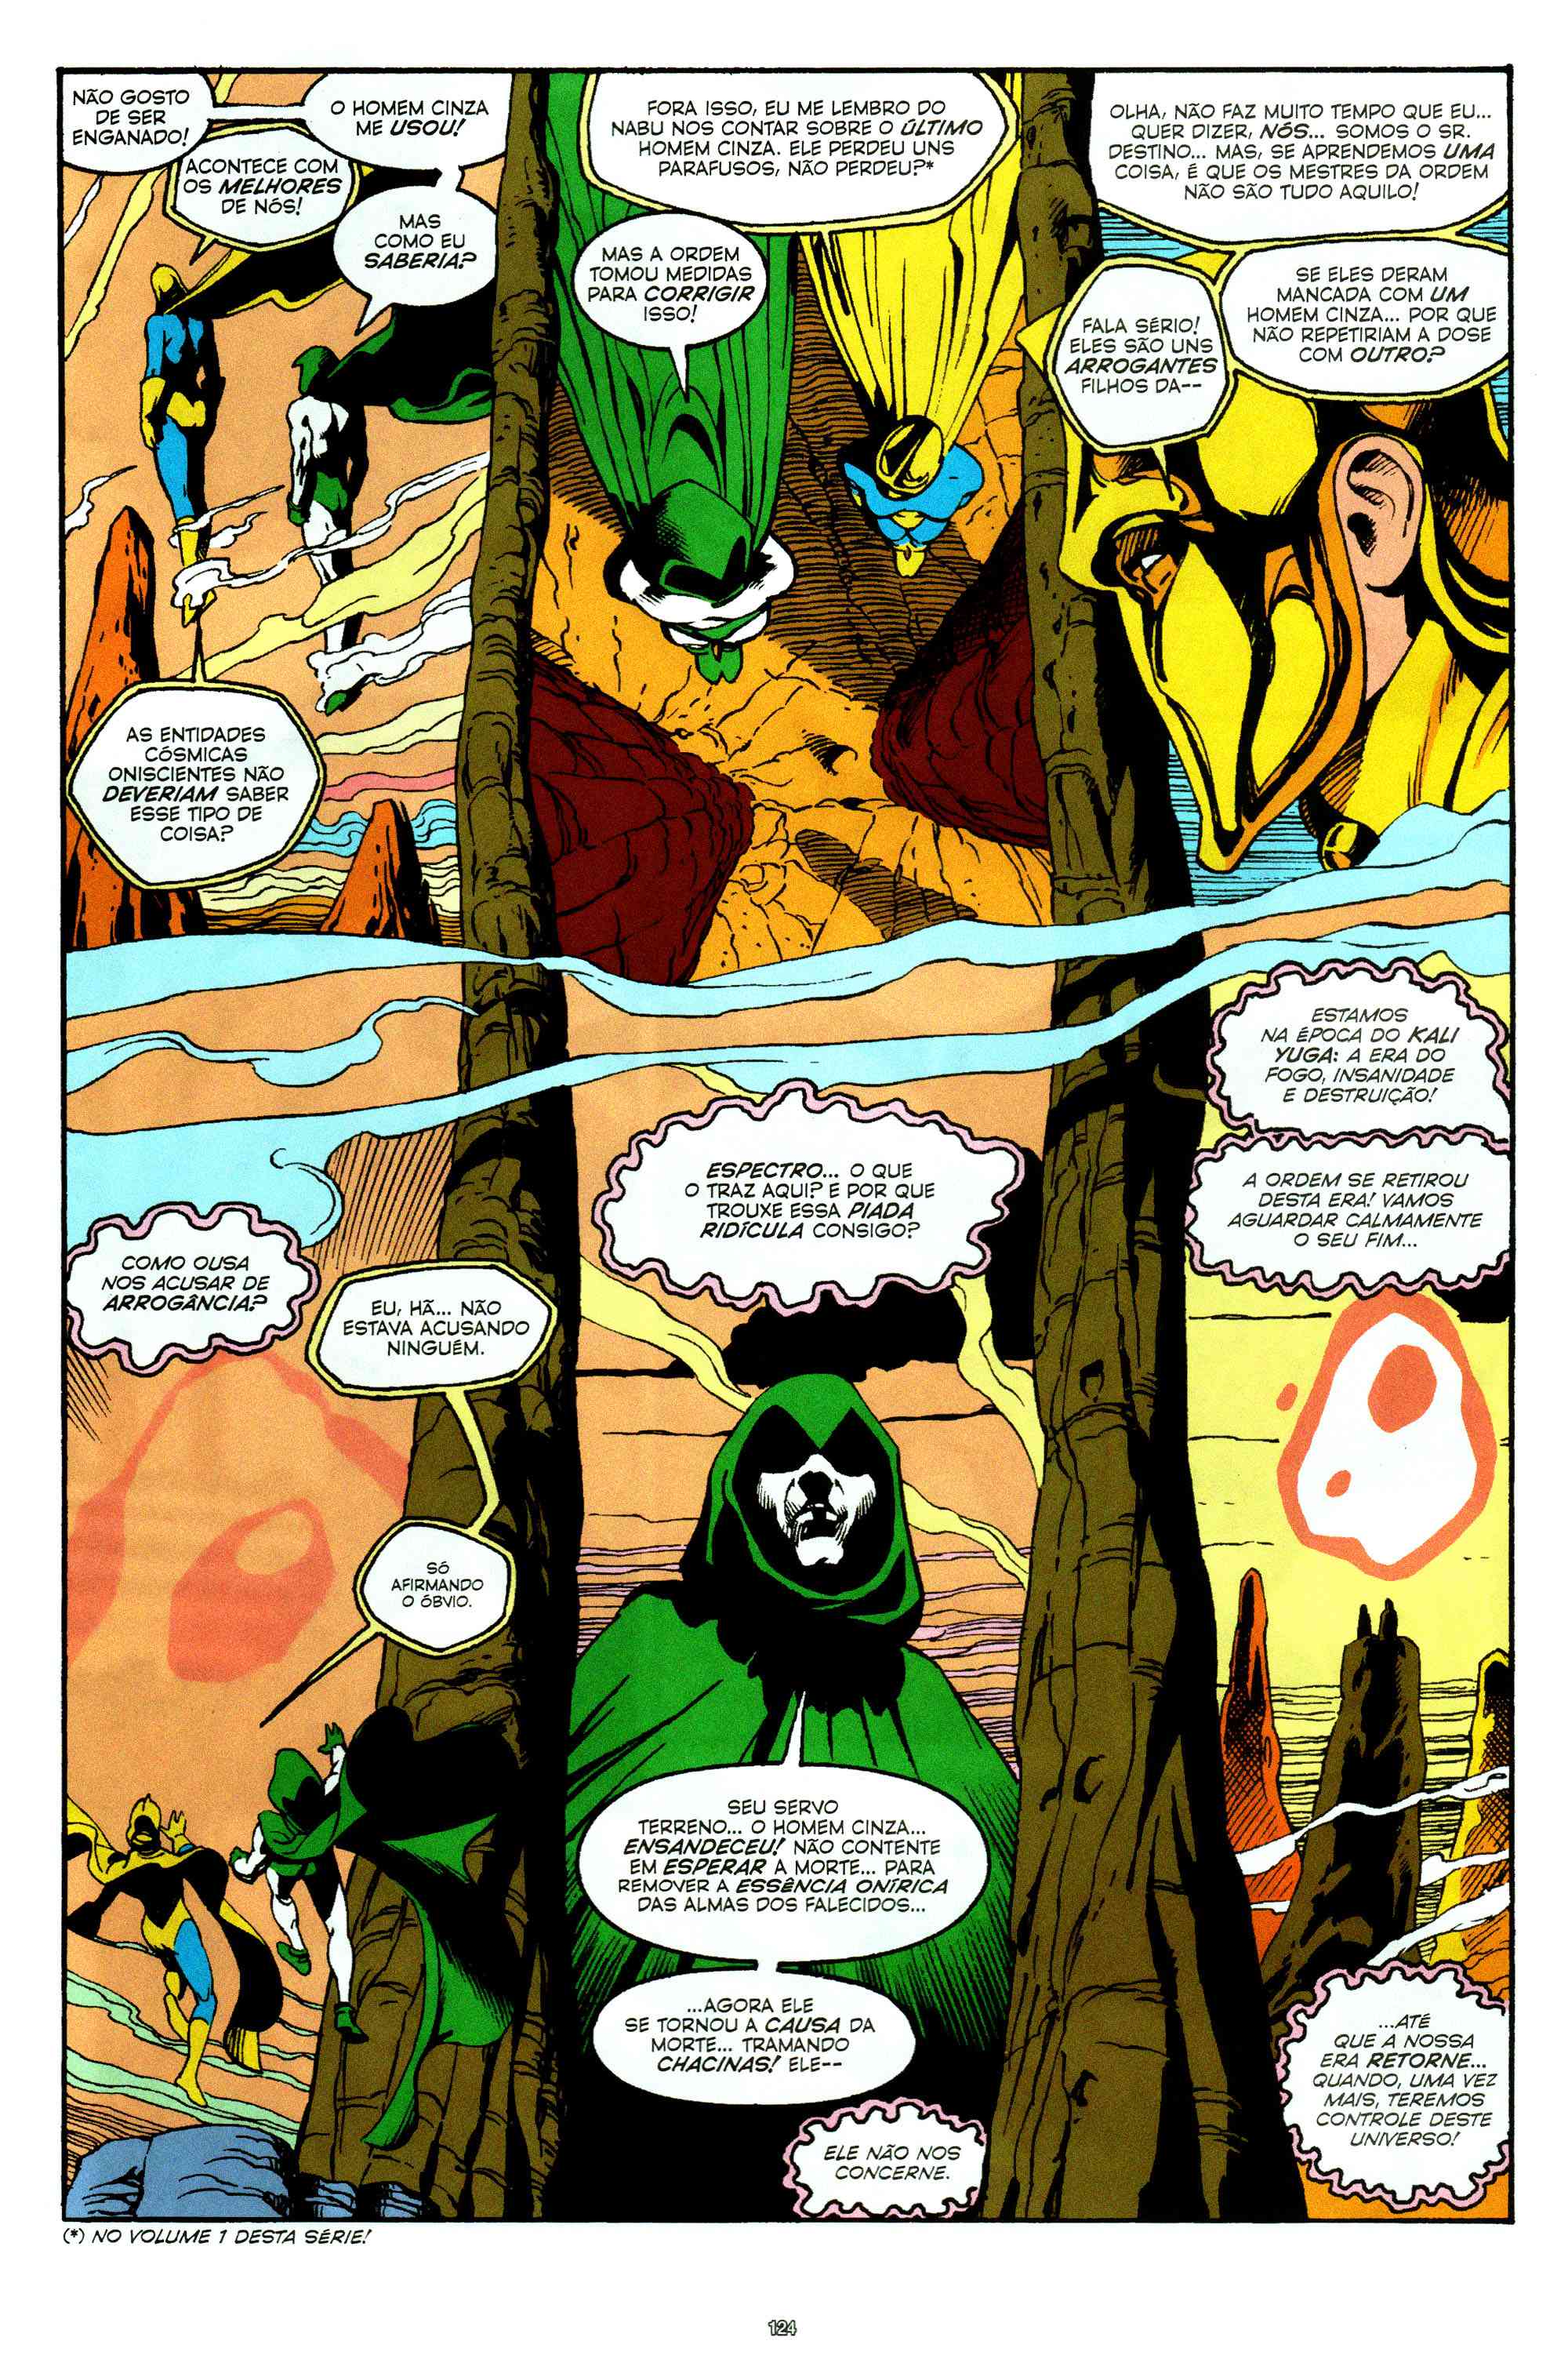 NÃO GOSTO
DE SER
ENGANADO!
O HOMEM CINZA
ME USOU!
ACONTECE COM
OS MELHORES
DE NÓS!
MAS
COMO EU
SABERIA?
AS ENTIDADES
CÓSMICAS
ONISCIENTES NÃO
DEVERIAM SABER
ESSE TIPO DE
COISA?
FORA ISSO, EU ME LEMBRO DO
NABU NOS CONTAR SOBRE O ÚLTIMO
HOMEM CINZA. ELE PERDEU UNS
PARAFUSOS, NÃO PERDEU?*
MAS A ORDEM
TOMOU MEDIDAS
PARA CORRIGIR
ISSO!
OLHA, NÃO FAZ MUITO TEMPO QUE EU...
QUER DIZER, NÓS... SOMOS O SR.
DESTINO... MAS, SE APRENDEMOS UMA
COISA, É QUE OS MESTRES DA ORDEM
NÃO SÃO TUDO AQUILO!
SE ELES DERAM
MANCADA COM UM
HOMEM CINZA... POR QUE
NÃO REPETIRIAM A DOSE
COM OUTRO?
FALA SÉRIO!
ELES SÃO UNS
ARROGANTES
FILHOS DA--
COMO OUSA
NOS ACUSAR DE
ARROGÂNCIA?
EU, HÃ... NÃO
ESTAVA ACUSANDO
NINGUÉM.
SÓ
AFIRMANDO
O ÓBVIO.
ESPECTRO... O QUE
O TRAZ AQUI? E POR QUE
TROUXE ESSA PIADA
RIDÍCULA CONSIGO?
SEU SERVO
TERRENO... O HOMEM CINZA...
ENSANDECEU! NÃO CONTENTE
EM ESPERAR A MORTE... PARA
REMOVER A ESSÊNCIA ONÍRICA
DAS ALMAS DOS FALECIDOS...
...AGORA ELE
SE TORNOU A CAUSA DA
MORTE... TRAMANDO
CHACINAS! ELE--
ELE NÃO NOS
CONCERNE.
ESTAMOS
NA ÉPOCA DO KALI
YUGA: A ERA DO
FOGO, INSANIDADE
E DESTRUIÇÃO!
A ORDEM SE RETIROU
DESTA ERA! VAMOS
AGUARDAR CALMAMENTE
O SEU FIM...
...ATÉ
QUE A NOSSA
ERA RETORNE...
QUANDO, UMA VEZ
MAIS, TEREMOS
CONTROLE DESTE
UNIVERSO!
(*) NO VOLUME 1 DESTA SÉRIE!
124